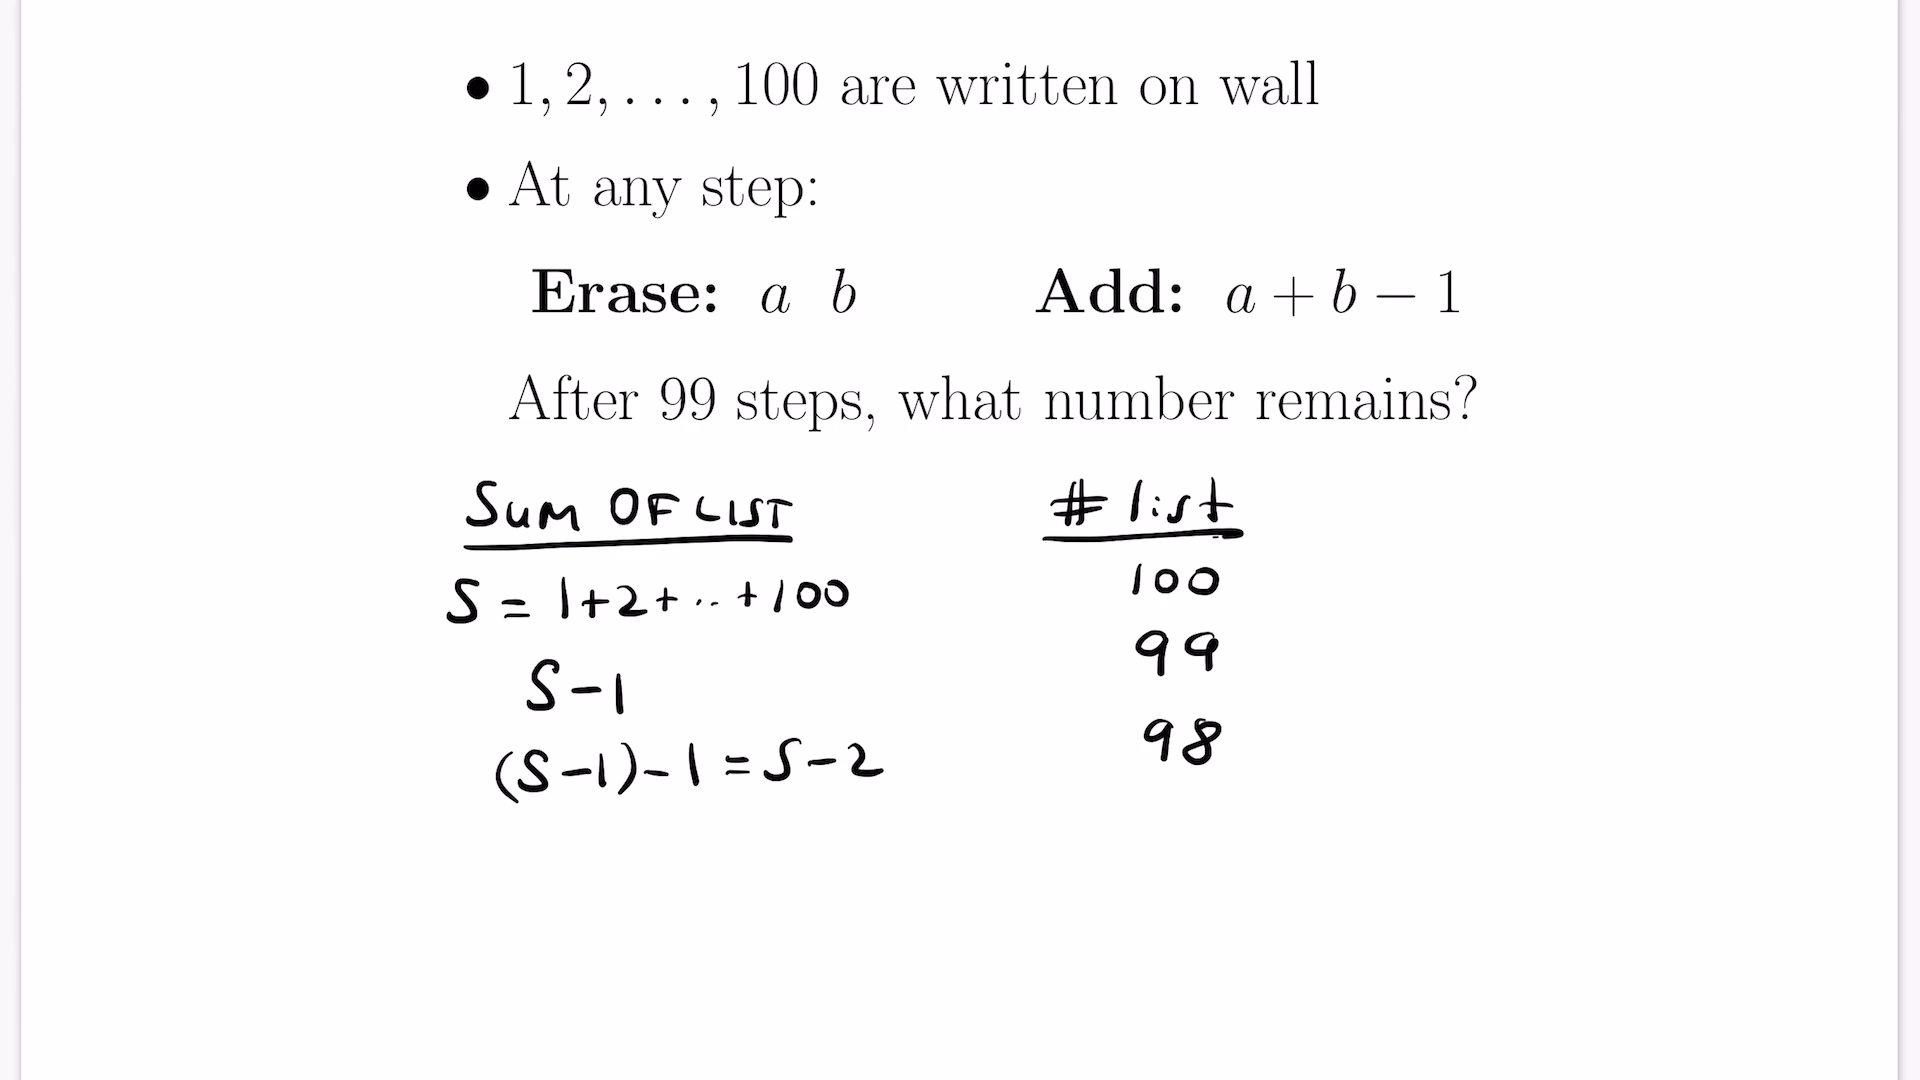 • 1, 2, . . . , 100 are written on wall
• At any step:
Erase: a b Add: a + b − 1
After 99 steps, what number remains?
SUM OF LIST # list
S = 1+2+ .. +100 100
S-1 99
(S-1)-1 = S-2 98